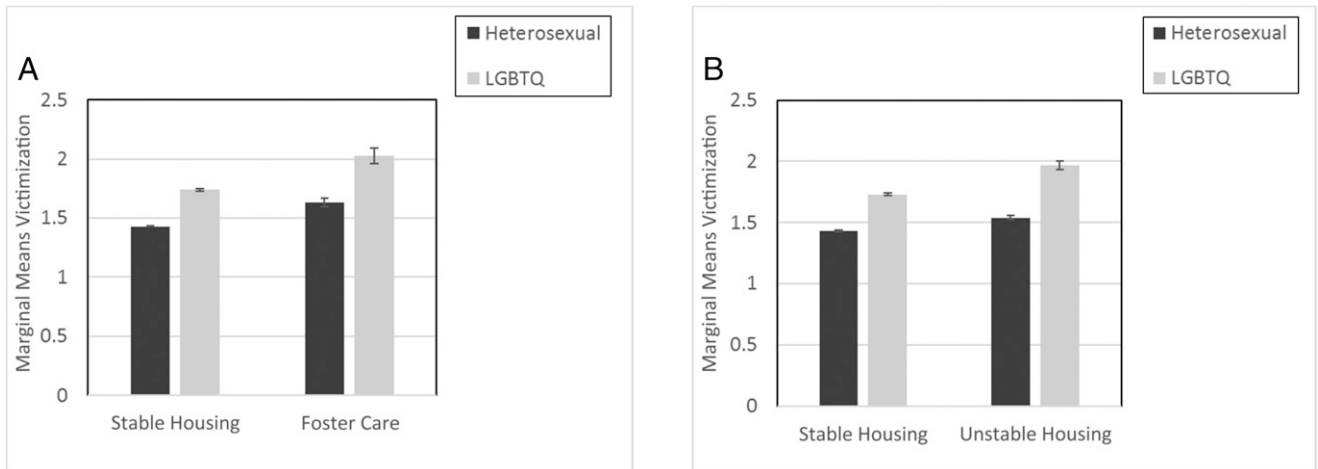 Heterosexual
LGBTQ
A
Marginal Means Victimization
2.5
2
1.5
1
0.5
0
Stable Housing Foster Care
Heterosexual
LGBTQ
B
Marginal Means Victimization
2.5
2
1.5
1
0.5
0
Stable Housing Unstable Housing